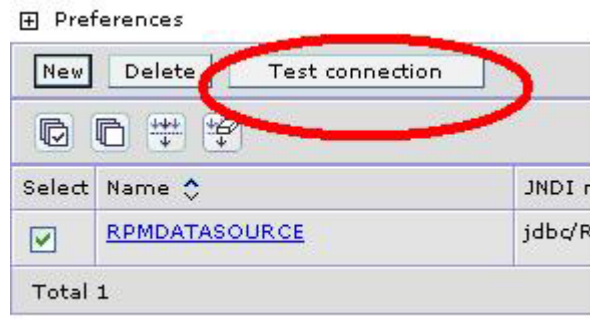 Preferences
New Delete Test connection
Select Name JNDI
RPMDATASOURCE jdbc/R
Total 1